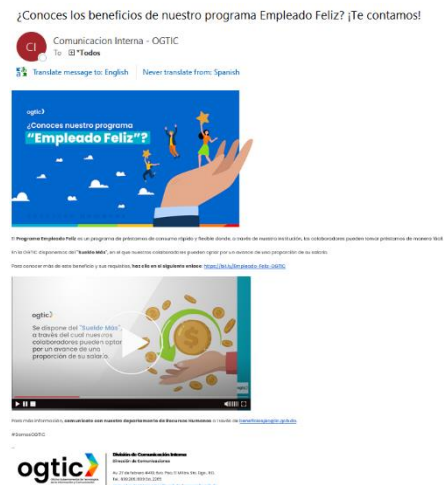 ¿Conoces los beneficios de nuestro programa Empleado Feliz? ¡Te contamos!
CI
Comunicacion Interna - OGTIC
To *Todos
Translate message to: English Never translate from: Spanish
ogtic
¿Conoces nuestro programa
"Empleado Feliz"?
El Programa Empleado Feliz es un programa de préstamos de consumo rápido y flexible donde, a través de nuestra institución, los colaboradores pueden tomar préstamos de manera fácil
En la OGTIC disponemos del "Sueldo Más", en el que nuestros colaboradores pueden optar por un avance de una proporción de su salario.
Para conocer más de este beneficio y sus requisitos, haz clic en el siguiente enlace:
ogtic
Se dispone del "Sueldo Más",
a través del cual nuestros
colaboradores pueden optar
por un avance de una
proporción de su salario.
Para más información, comunícate con nuestro departamento de Recursos Humanos a través de
#SomosOGTIC
ogtic
División de Comunicación Interna
Dirección de Comunicaciones